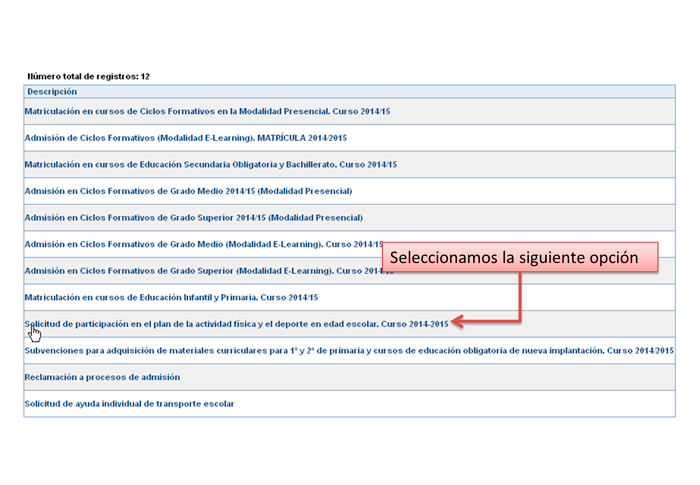 Número total de registros: 12
Descripción
Matriculación en cursos de Ciclos Formativos en la Modalidad Presencial. Curso 2014/15
Admisión de Ciclos Formativos (Modalidad E-Learning). MATRÍCULA 2014/2015
Matriculación en cursos de Educación Secundaria Obligatoria y Bachillerato. Curso 2014/15
Admisión en Ciclos Formativos de Grado Medio 2014/15 (Modalidad Presencial)
Admisión en Ciclos Formativos de Grado Superior 2014/15 (Modalidad Presencial)
Admisión en Ciclos Formativos de Grado Medio (Modalidad E-Learning). Curso 2014/15
Seleccionamos la siguiente opción
Admisión en Ciclos Formativos de Grado Superior (Modalidad E-Learning). Curso 2014
Matriculación en cursos de Educación Infantil y Primaria. Curso 2014/15
Solicitud de participación en el plan de la actividad física y el deporte en edad escolar. Curso 2014-2015
Subvenciones para adquisición de materiales curriculares para 1º y 2º de primaria y cursos de educación obligatoria de nueva implantación. Curso 2014/2015
Reclamación a procesos de admisión
Solicitud de ayuda individual de transporte escolar